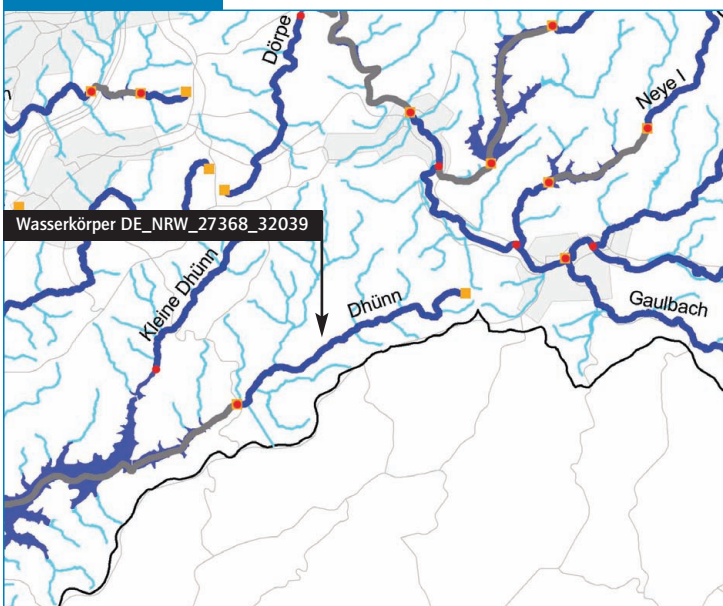 Dörpe
Neye I
Wasserkörper DE_NRW_27368_32039
Kleine Dhünn
Dhünn
Gaulbach